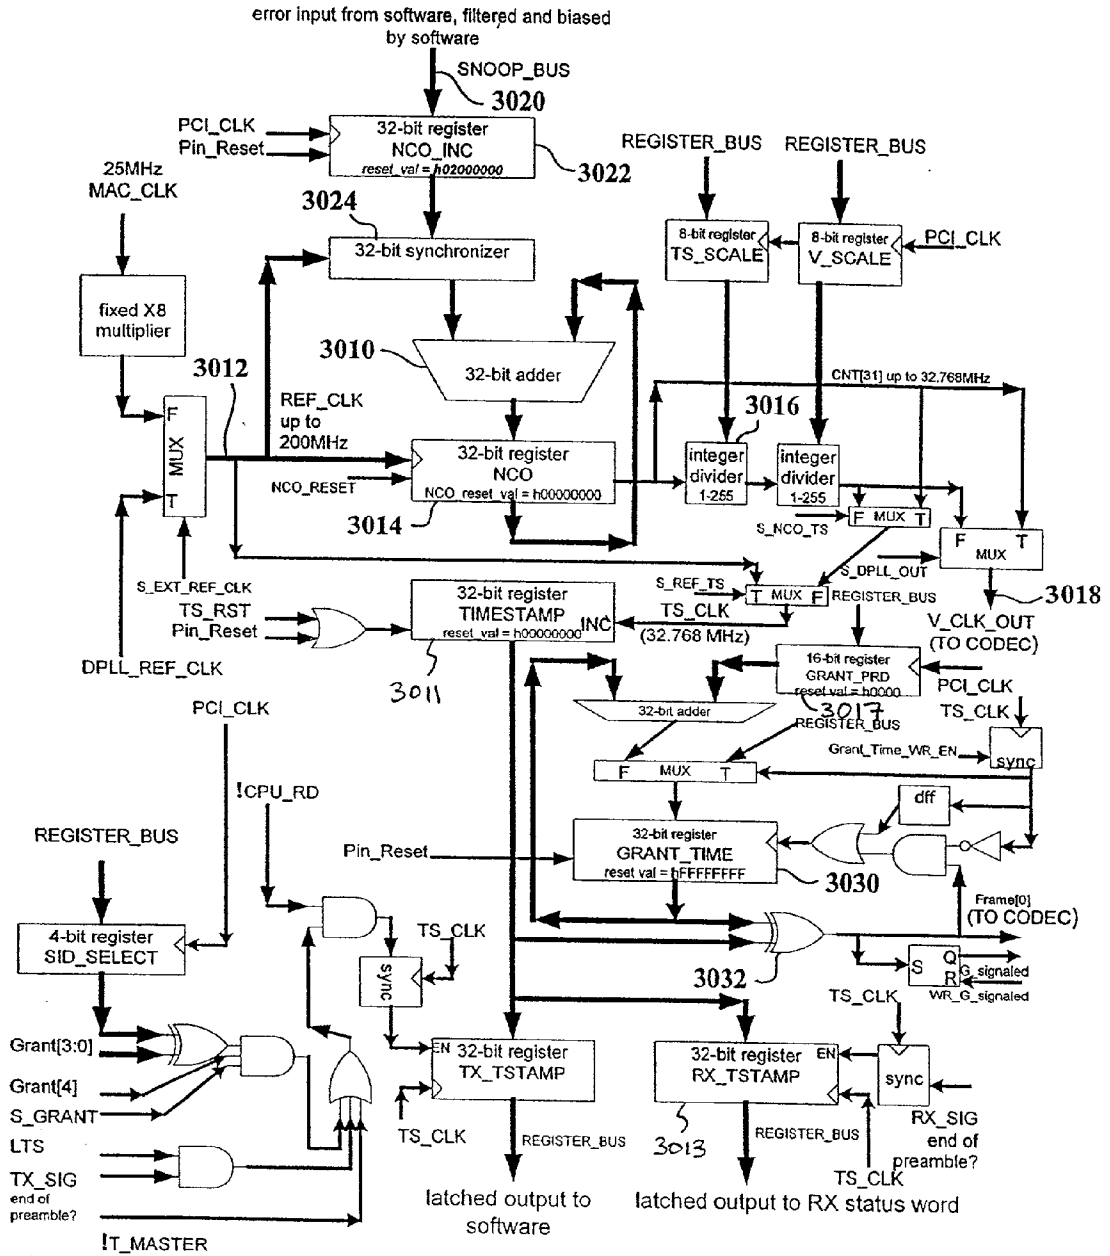 error input from software, filtered and biased
by software
SNOOP_BUS
3020
PCI_CLK
Pin_Reset
32-bit register
NCO_INC
reset_val = h02000000
3022
REGISTER_BUS
REGISTER_BUS
25MHz
MAC_CLK
3024
32-bit synchronizer
8-bit register
TS_SCALE
8-bit register
V_SCALE
PCI_CLK
fixed X8
multiplier
3010
32-bit adder
3012
CNT[31] up to 32.768MHz
F
MUX
T
REF_CLK
up to
200MHz
3016
32-bit register
NCO
NCO_reset_val = h00000000
NCO_RESET
integer
divider
1-255
integer
divider
1-255
3014
S_NCO_TS
F MUX T
F T
MUX
S_DPLL_OUT
3018
S_EXT_REF_CLK
S_REF_TS
T MUX F
REGISTER_BUS
TS_RST
Pin_Reset
32-bit register
TIMESTAMP
reset_val = h00000000
INC
TS_CLK
(32.768 MHz)
V_CLK_OUT
(TO CODEC)
DPLL_REF_CLK
3011
16-bit register
GRANT_PRD
reset val = h0000
PCI_CLK
3017
PCI_CLK
32-bit adder
REGISTER_BUS
TS_CLK
Grant_Time_WR_EN
sync
F MUX T
!CPU_RD
dff
REGISTER_BUS
Pin_Reset
32-bit register
GRANT_TIME
reset val = hFFFFFFFF
3030
Frame[0]
(TO CODEC)
4-bit register
SID_SELECT
TS_CLK
sync
3032
S Q
R
G_signaled
WR_G_signaled
TS_CLK
Grant[3:0]
EN
32-bit register
TX_TSTAMP
32-bit register
RX_TSTAMP
EN
sync
Grant[4]
S_GRANT
TS_CLK
REGISTER_BUS
3013
REGISTER_BUS
TS_CLK
RX_SIG
end of
preamble?
LTS
TX_SIG
end of
preamble?
!T_MASTER
latched output to
software
latched output to RX status word